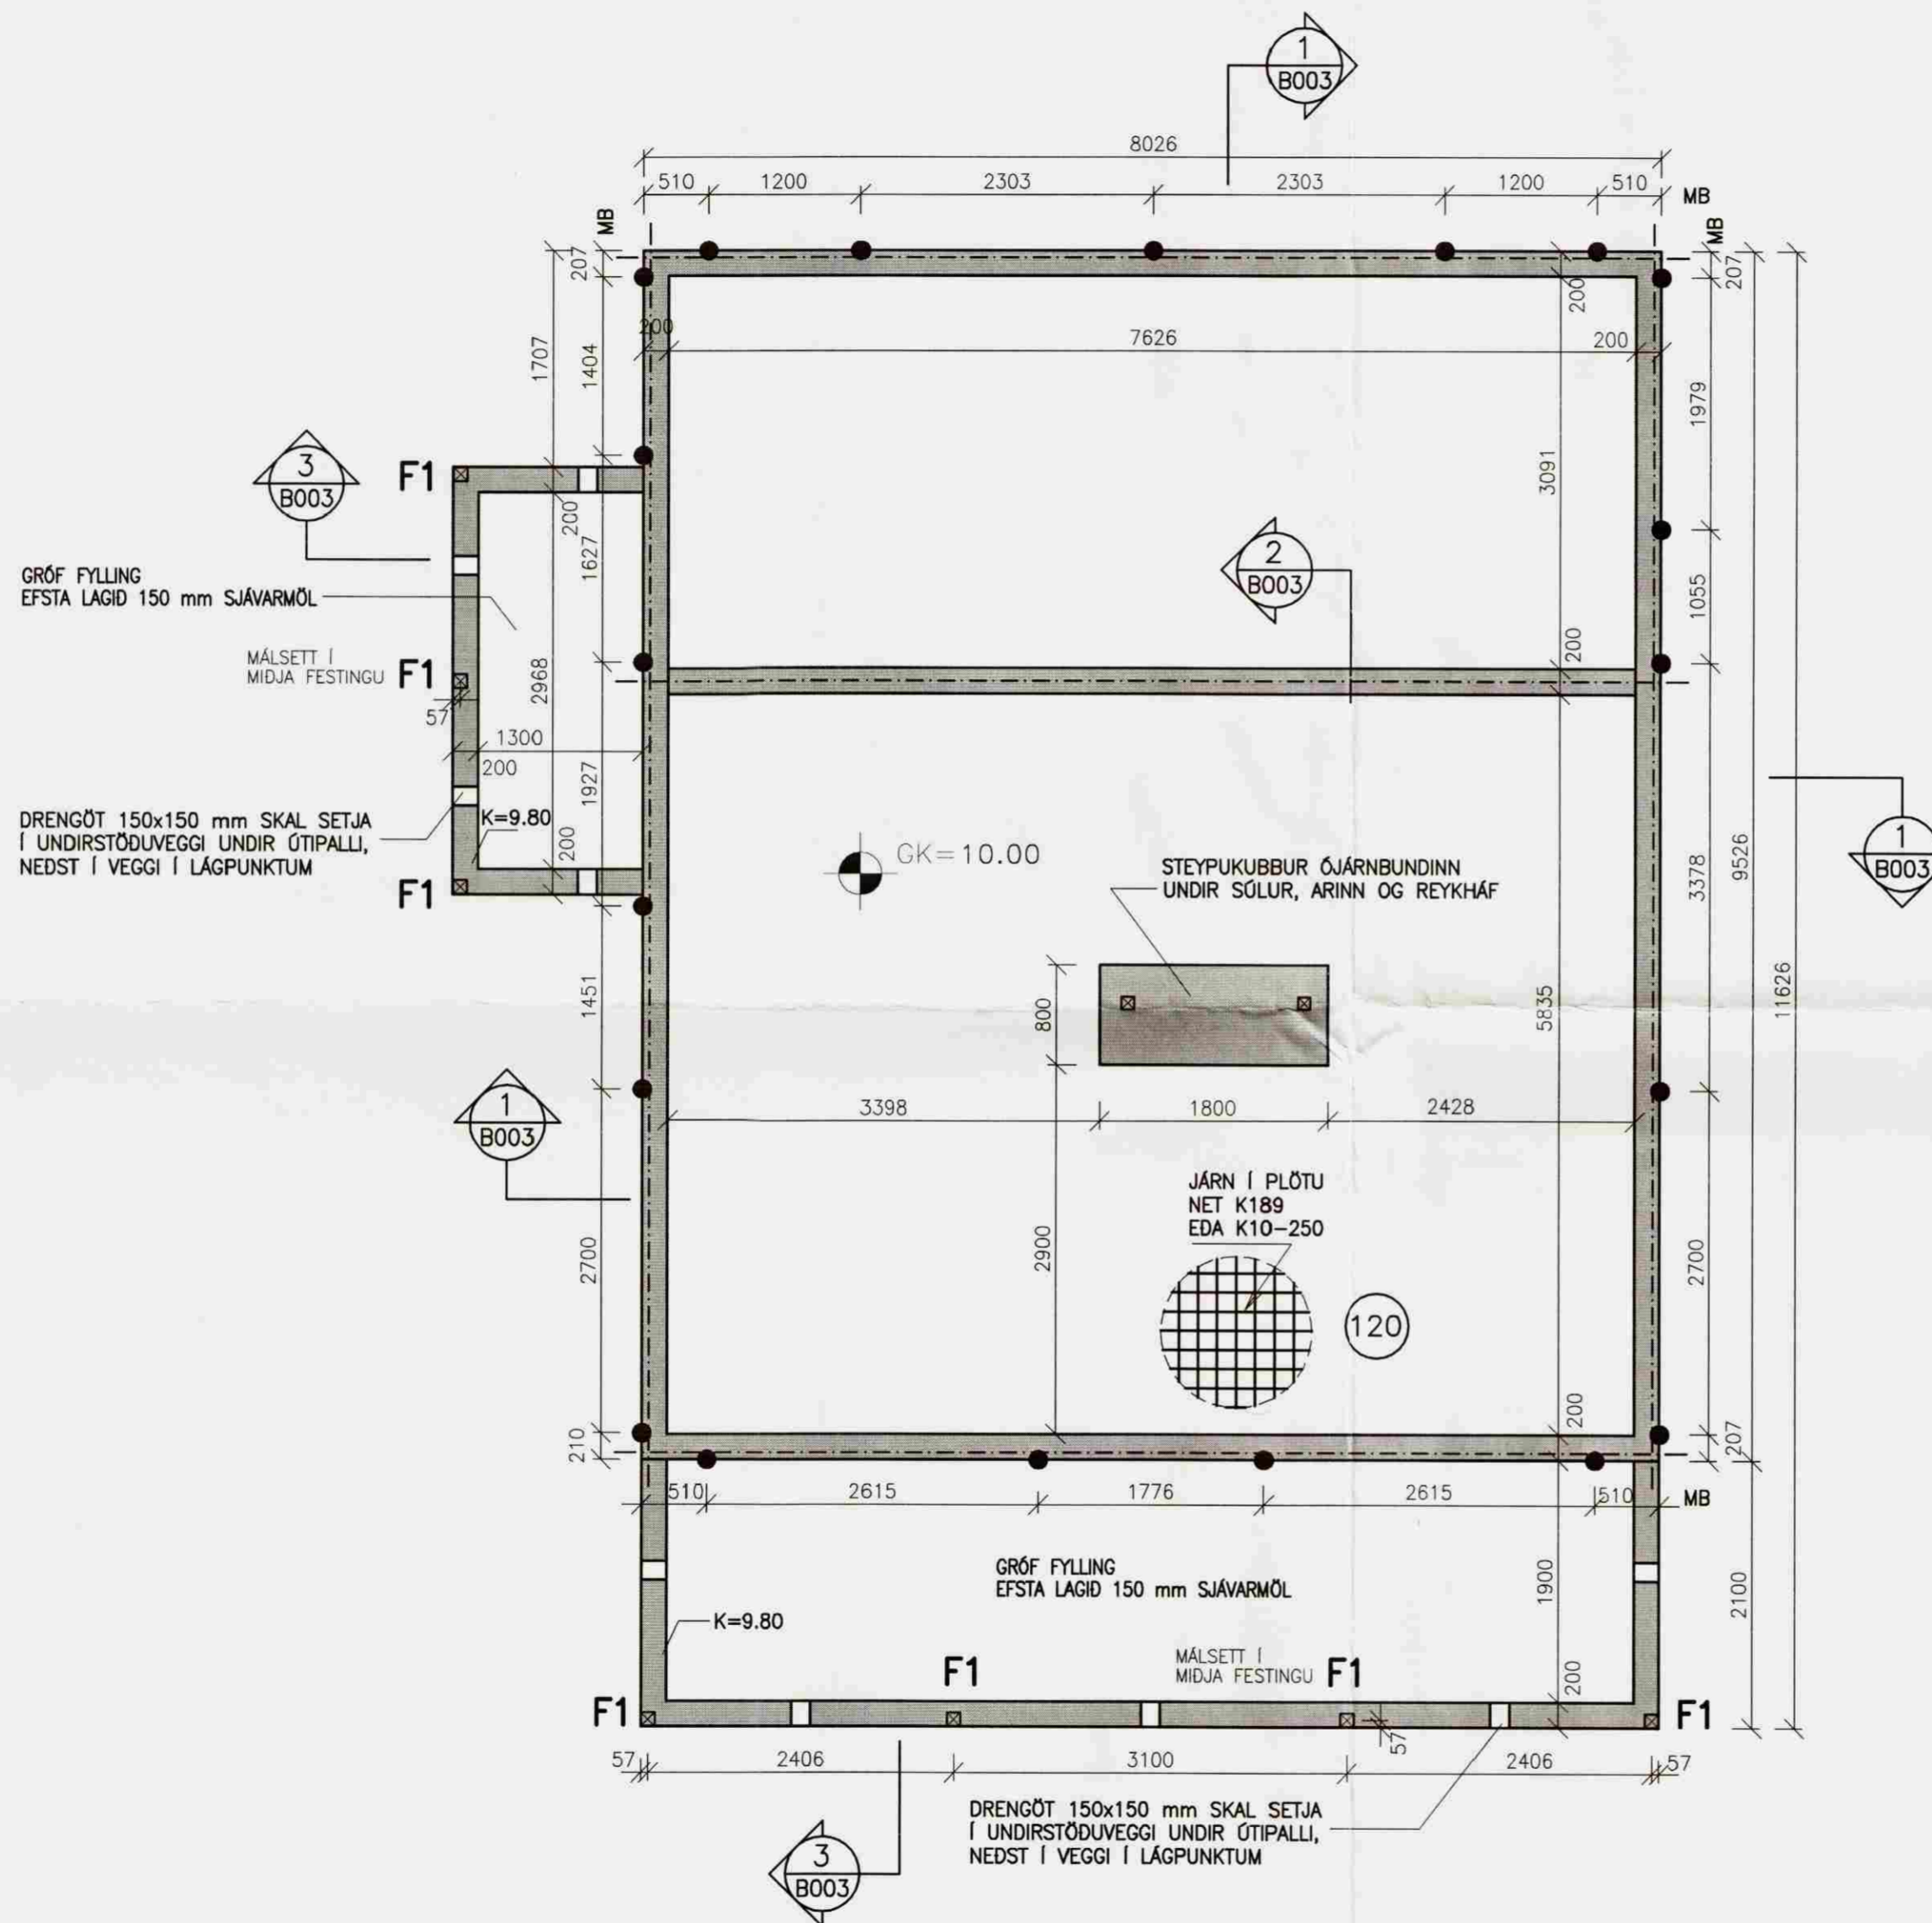 1
B003
8026
510 1200 2303 2303 1200 510 MB
MB
MB
207
1404
1707
1627
1927
1451
2700
210
200
7626
200
200
3091
200
207
1979
1055
3378
2700
207
9526
11626
3
B003
F1
GRÓF FYLLING
EFSTA LAGIÐ 150 mm SJÁVARMÖL
MÁLSETT Í
MIÐJA FESTINGU
F1
57
200
2968
1300
200
200
K=9.80
DRENGÖT 150x150 mm SKAL SETJA
Í UNDIRSTÖÐUVEGGI UNDIR ÚTIPALLI,
NEÐST Í VEGGI Í LÁGPUNKTUM
F1
2
B003
GK=10.00
STEYPUKUBBUR ÓJÁRNBUNDINN
UNDIR SÚLUR, ARINN OG REYKHÁF
1
B003
800
5835
3398 1800 2428
1
B003
JÁRN Í PLÖTU
NET K189
EÐA K10-250
2900
120
200
510 2615 1776 2615 510 MB
GRÓF FYLLING
EFSTA LAGIÐ 150 mm SJÁVARMÖL
1900
2100
K=9.80
MÁLSETT Í
MIÐJA FESTINGU
F1
F1
200
F1
F1
57
57 2406 3100 2406 57
DRENGÖT 150x150 mm SKAL SETJA
Í UNDIRSTÖÐUVEGGI UNDIR ÚTIPALLI,
NEÐST Í VEGGI Í LÁGPUNKTUM
3
B003